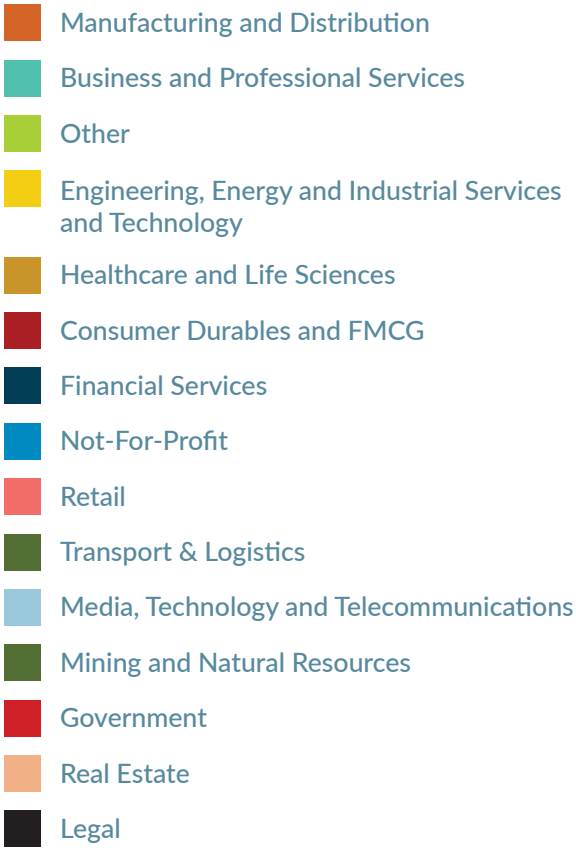 Manufacturing and Distribution
Business and Professional Services
Other
Engineering, Energy and Industrial Services
and Technology
Healthcare and Life Sciences
Consumer Durables and FMCG
Financial Services
Not-For-Profit
Retail
Transport & Logistics
Media, Technology and Telecommunications
Mining and Natural Resources
Government
Real Estate
Legal